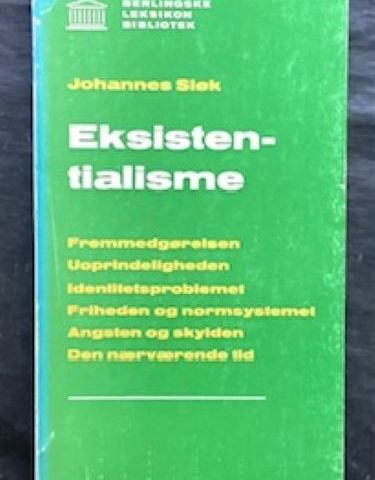 BERLINGSKE
LEKSIKON
BIBLIOTEK
Johannes Sløk
Eksisten-
tialisme
Fremmedgørelsen
Uoprindeligheden
Identitetsproblemet
Friheden og normsystemet
Angsten og skylden
Den nærværende tid